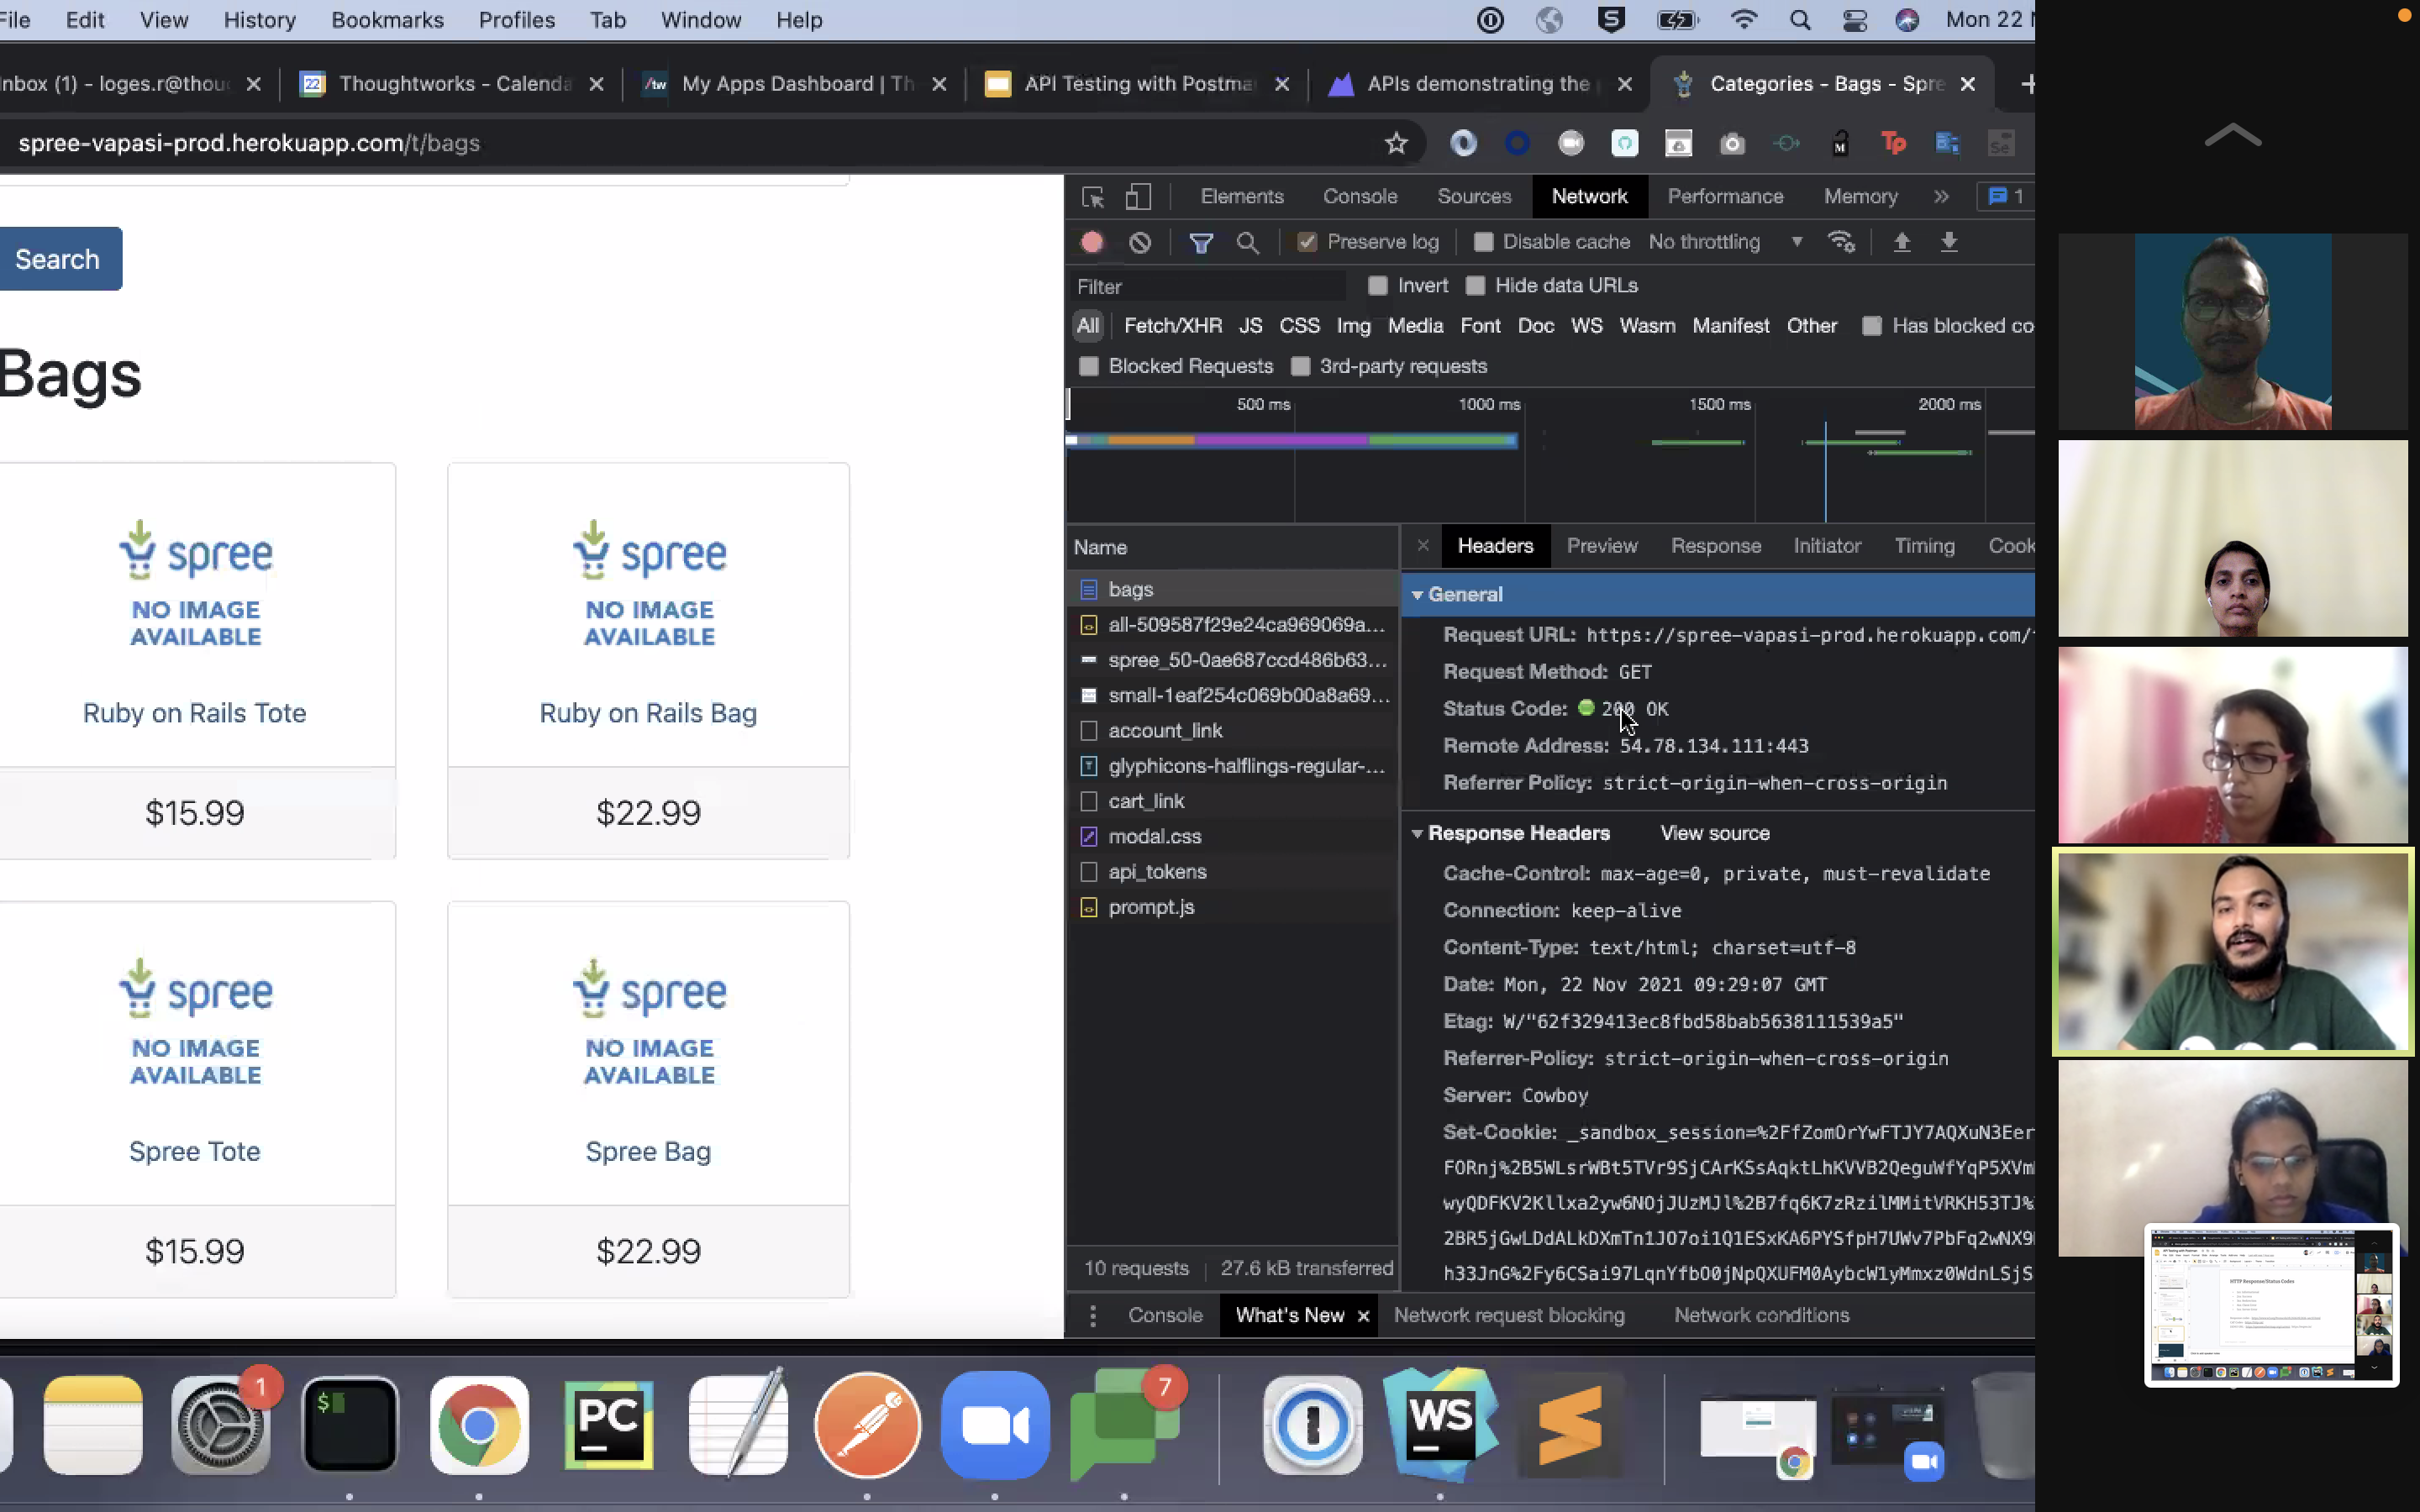 File Edit View History Bookmarks Profiles Tab Window Help Mon 22
Inbox (1) - loges.r@thou Thoughtworks - Calenda My Apps Dashboard | Th API Testing with Postma APIs demonstrating the Categories - Bags - Spre
spree-vapasi-prod.herokuapp.com/t/bags
Search
Bags
spree
NO IMAGE
AVAILABLE
Ruby on Rails Tote
$15.99
spree
NO IMAGE
AVAILABLE
Ruby on Rails Bag
$22.99
spree
NO IMAGE
AVAILABLE
Spree Tote
$15.99
spree
NO IMAGE
AVAILABLE
Spree Bag
$22.99
Elements Console Sources Network Performance Memory » 1
Preserve log Disable cache No throttling
Filter Invert Hide data URLs
All Fetch/XHR JS CSS Img Media Font Doc WS Wasm Manifest Other Has blocked co
Blocked Requests 3rd-party requests
500 ms 1000 ms 1500 ms 2000 ms
Name
bags
all-509587f29e24ca969069a...
spree_50-0ae687ccd486b63...
small-1eaf254c069b00a8a69...
account_link
glyphicons-halflings-regular-...
cart_link
modal.css
api_tokens
prompt.js
10 requests 27.6 kB transferred
Headers Preview Response Initiator Timing Cook
General
Request URL: https://spree-vapasi-prod.herokuapp.com/
Request Method: GET
Status Code: 200 OK
Remote Address: 54.78.134.111:443
Referrer Policy: strict-origin-when-cross-origin
Response Headers View source
Cache-Control: max-age=0, private, must-revalidate
Connection: keep-alive
Content-Type: text/html; charset=utf-8
Date: Mon, 22 Nov 2021 09:29:07 GMT
Etag: W/"62f329413ec8fbd58bab5638111539a5"
Referrer-Policy: strict-origin-when-cross-origin
Server: Cowboy
Set-Cookie: _sandbox_session=%2FfZomOrYwFTJY7AQXuN3Eer
FORnj%2B5WLsrWBt5TVr9SjCArKSsAqktLhKVVB2QeguWfYqP5XVm
wyQDFKV2Kllxa2yw6NOjJUzMJl%2B7fq6K7zRzilMMitVRKH53TJ%
2BR5jGwLDdALkDXmTn1JO7oi1Q1ESxKA6PYSfpH7UWv7PbFq2wNX9
h33JnG%2Fy6CSai97LqnYfbO0jNpQXUFM0AybcW1yMmxz0WdnLSjS
Console What's New Network request blocking Network conditions
1
PC
7
WS
HTTP Response/Status Codes